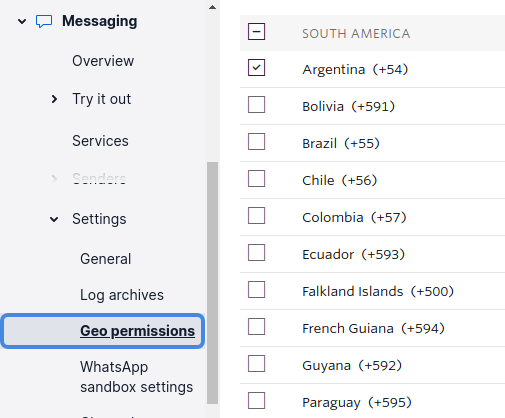 Messaging
Overview
Try it out
Services
Senders
Settings
General
Log archives
Geo permissions
WhatsApp
sandbox settings
SOUTH AMERICA
Argentina (+54)
Bolivia (+591)
Brazil (+55)
Chile (+56)
Colombia (+57)
Ecuador (+593)
Falkland Islands (+500)
French Guiana (+594)
Guyana (+592)
Paraguay (+595)